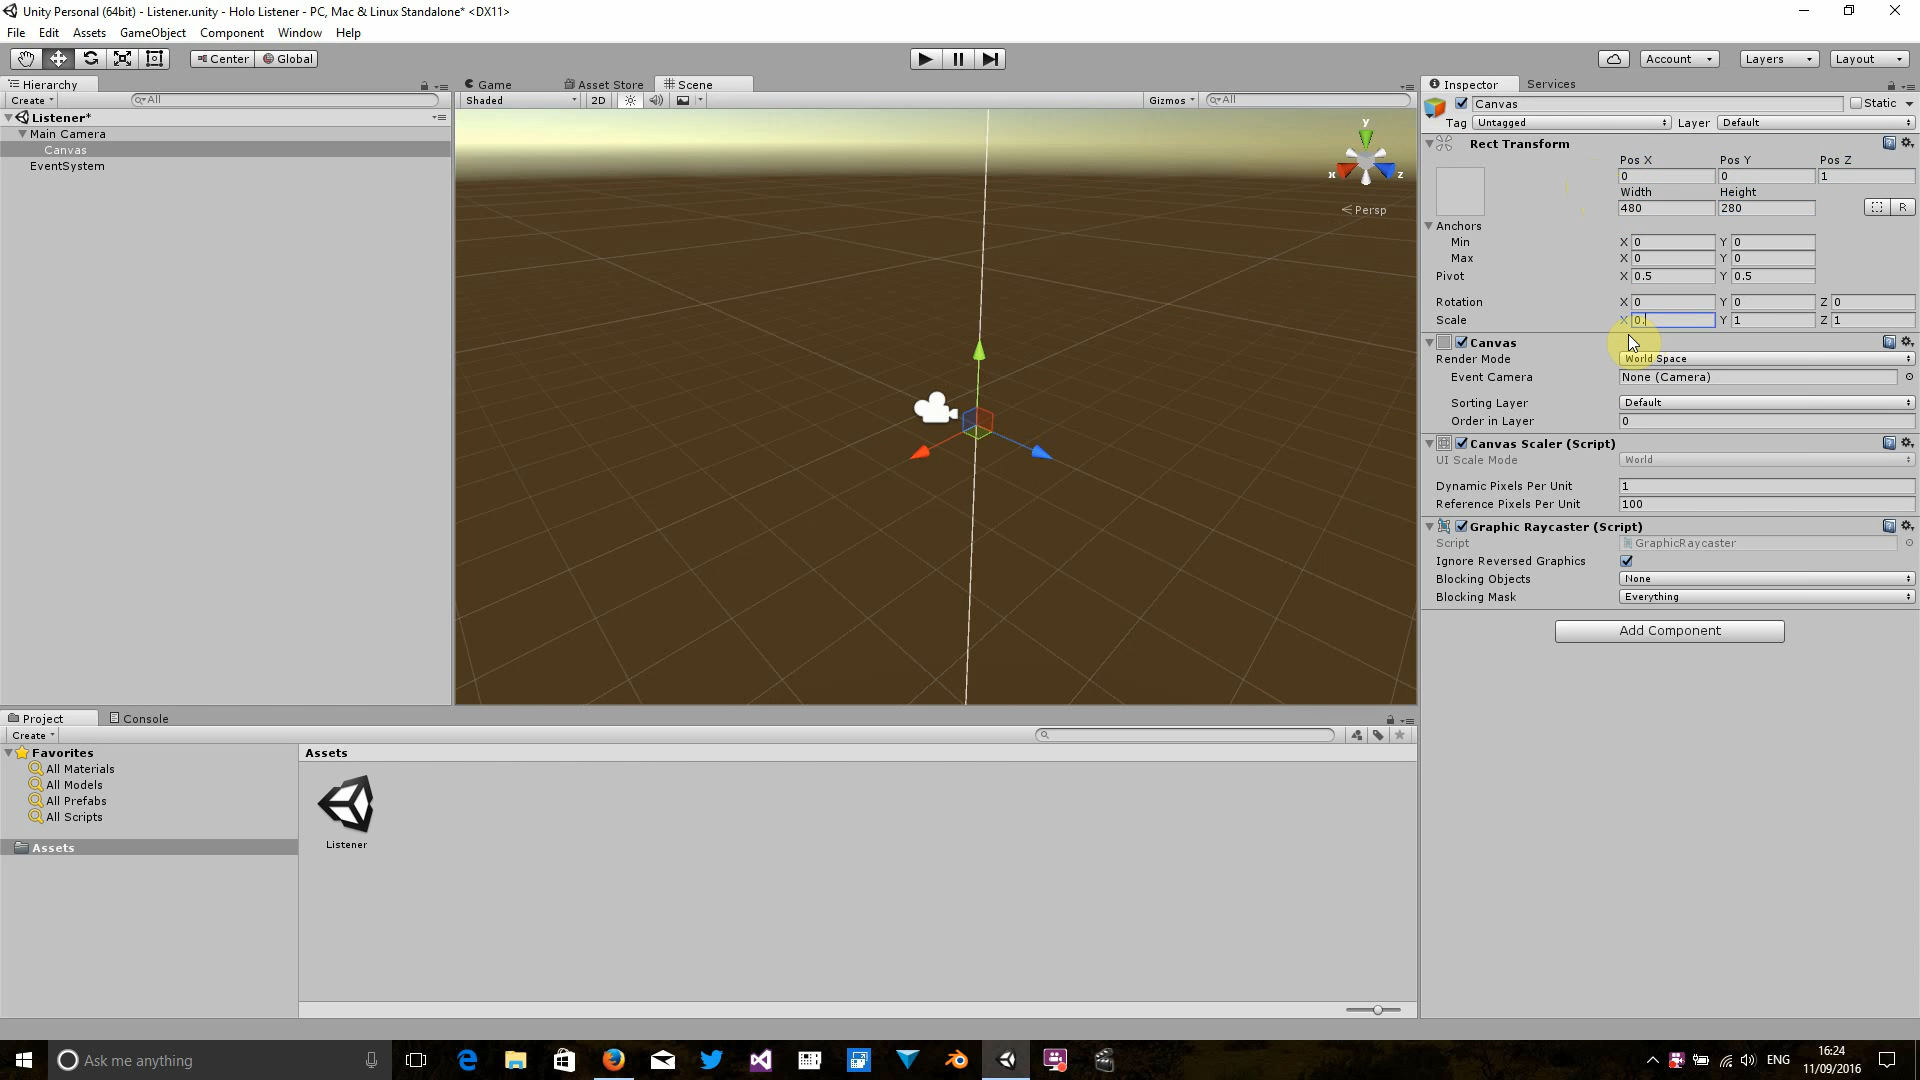 Unity Personal (64bit) - Listener.unity - Holo Listener - PC, Mac & Linux Standalone* <DX11>
File Edit Assets GameObject Component Window Help
Center Global Account Layers Layout
Hierarchy
Create All
Listener*
Main Camera
Canvas
EventSystem
Game Asset Store Scene
Shaded 2D Gizmos All
y
x z
Persp
Inspector Services
Canvas Static
Tag Untagged Layer Default
Rect Transform
Pos X Pos Y Pos Z
0 0 1
Width Height
480 280 R
Anchors
Min X 0 Y 0
Max X 0 Y 0
Pivot X 0.5 Y 0.5
Rotation X 0 Y 0 Z 0
Scale X 0. Y 1 Z 1
Canvas
Render Mode World Space
Event Camera None (Camera)
Sorting Layer Default
Order in Layer 0
Canvas Scaler (Script)
UI Scale Mode World
Dynamic Pixels Per Unit 1
Reference Pixels Per Unit 100
Graphic Raycaster (Script)
Script GraphicRaycaster
Ignore Reversed Graphics
Blocking Objects None
Blocking Mask Everything
Add Component
Project Console
Create
Favorites
All Materials
All Models
All Prefabs
All Scripts
Assets
Assets
Listener
Ask me anything
ENG
16:24
11/09/2016